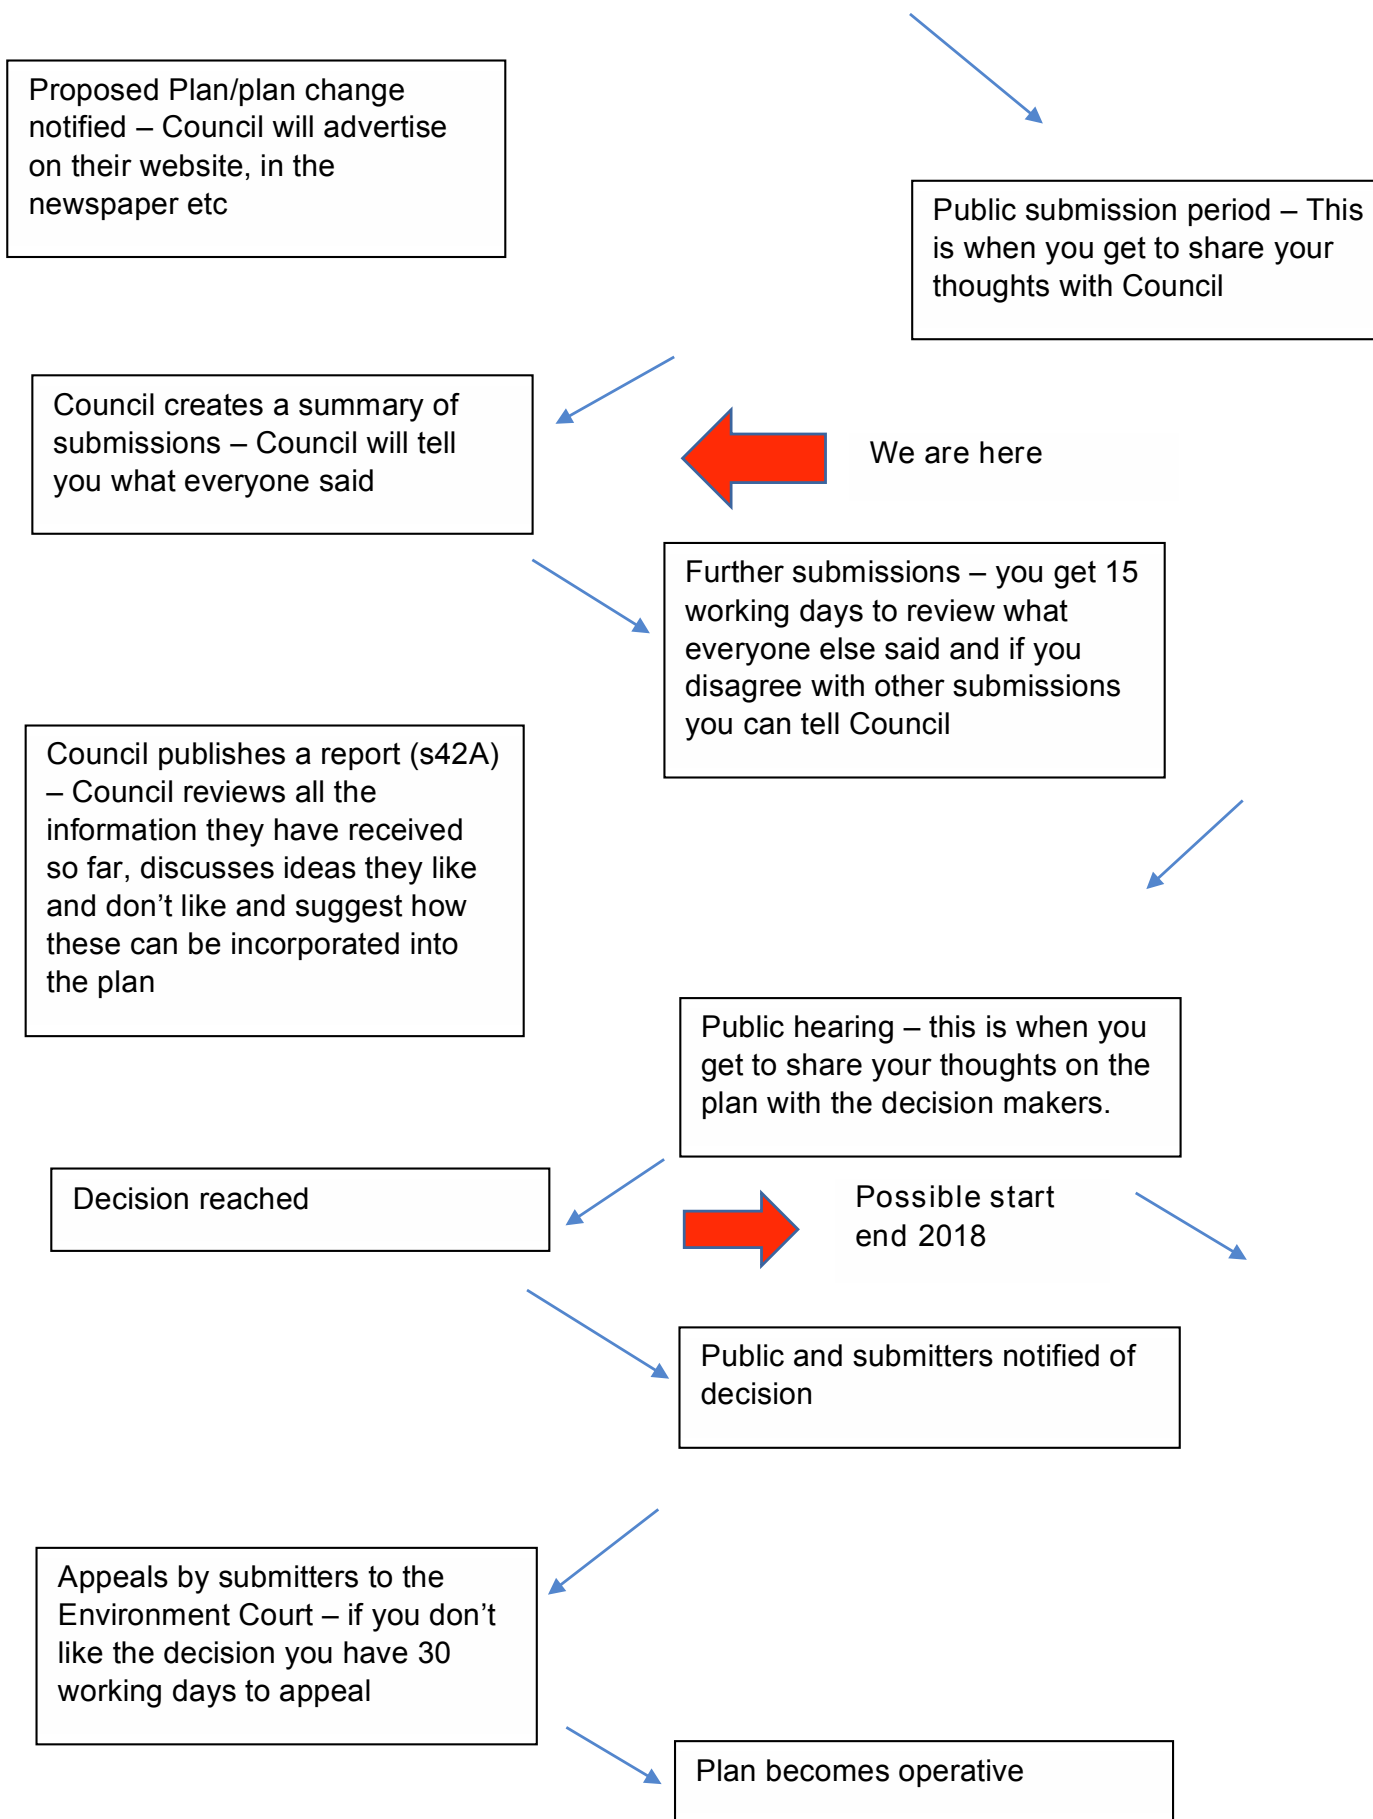 Proposed Plan/plan change
notified – Council will advertise
on their website, in the
newspaper etc
Public submission period – This
is when you get to share your
thoughts with Council
Council creates a summary of
submissions – Council will tell
you what everyone said
We are here
Further submissions – you get 15
working days to review what
everyone else said and if you
disagree with other submissions
you can tell Council
Council publishes a report (s42A)
– Council reviews all the
information they have received
so far, discusses ideas they like
and don’t like and suggest how
these can be incorporated into
the plan
Public hearing – this is when you
get to share your thoughts on the
plan with the decision makers.
Decision reached
Possible start
end 2018
Public and submitters notified of
decision
Appeals by submitters to the
Environment Court – if you don’t
like the decision you have 30
working days to appeal
Plan becomes operative